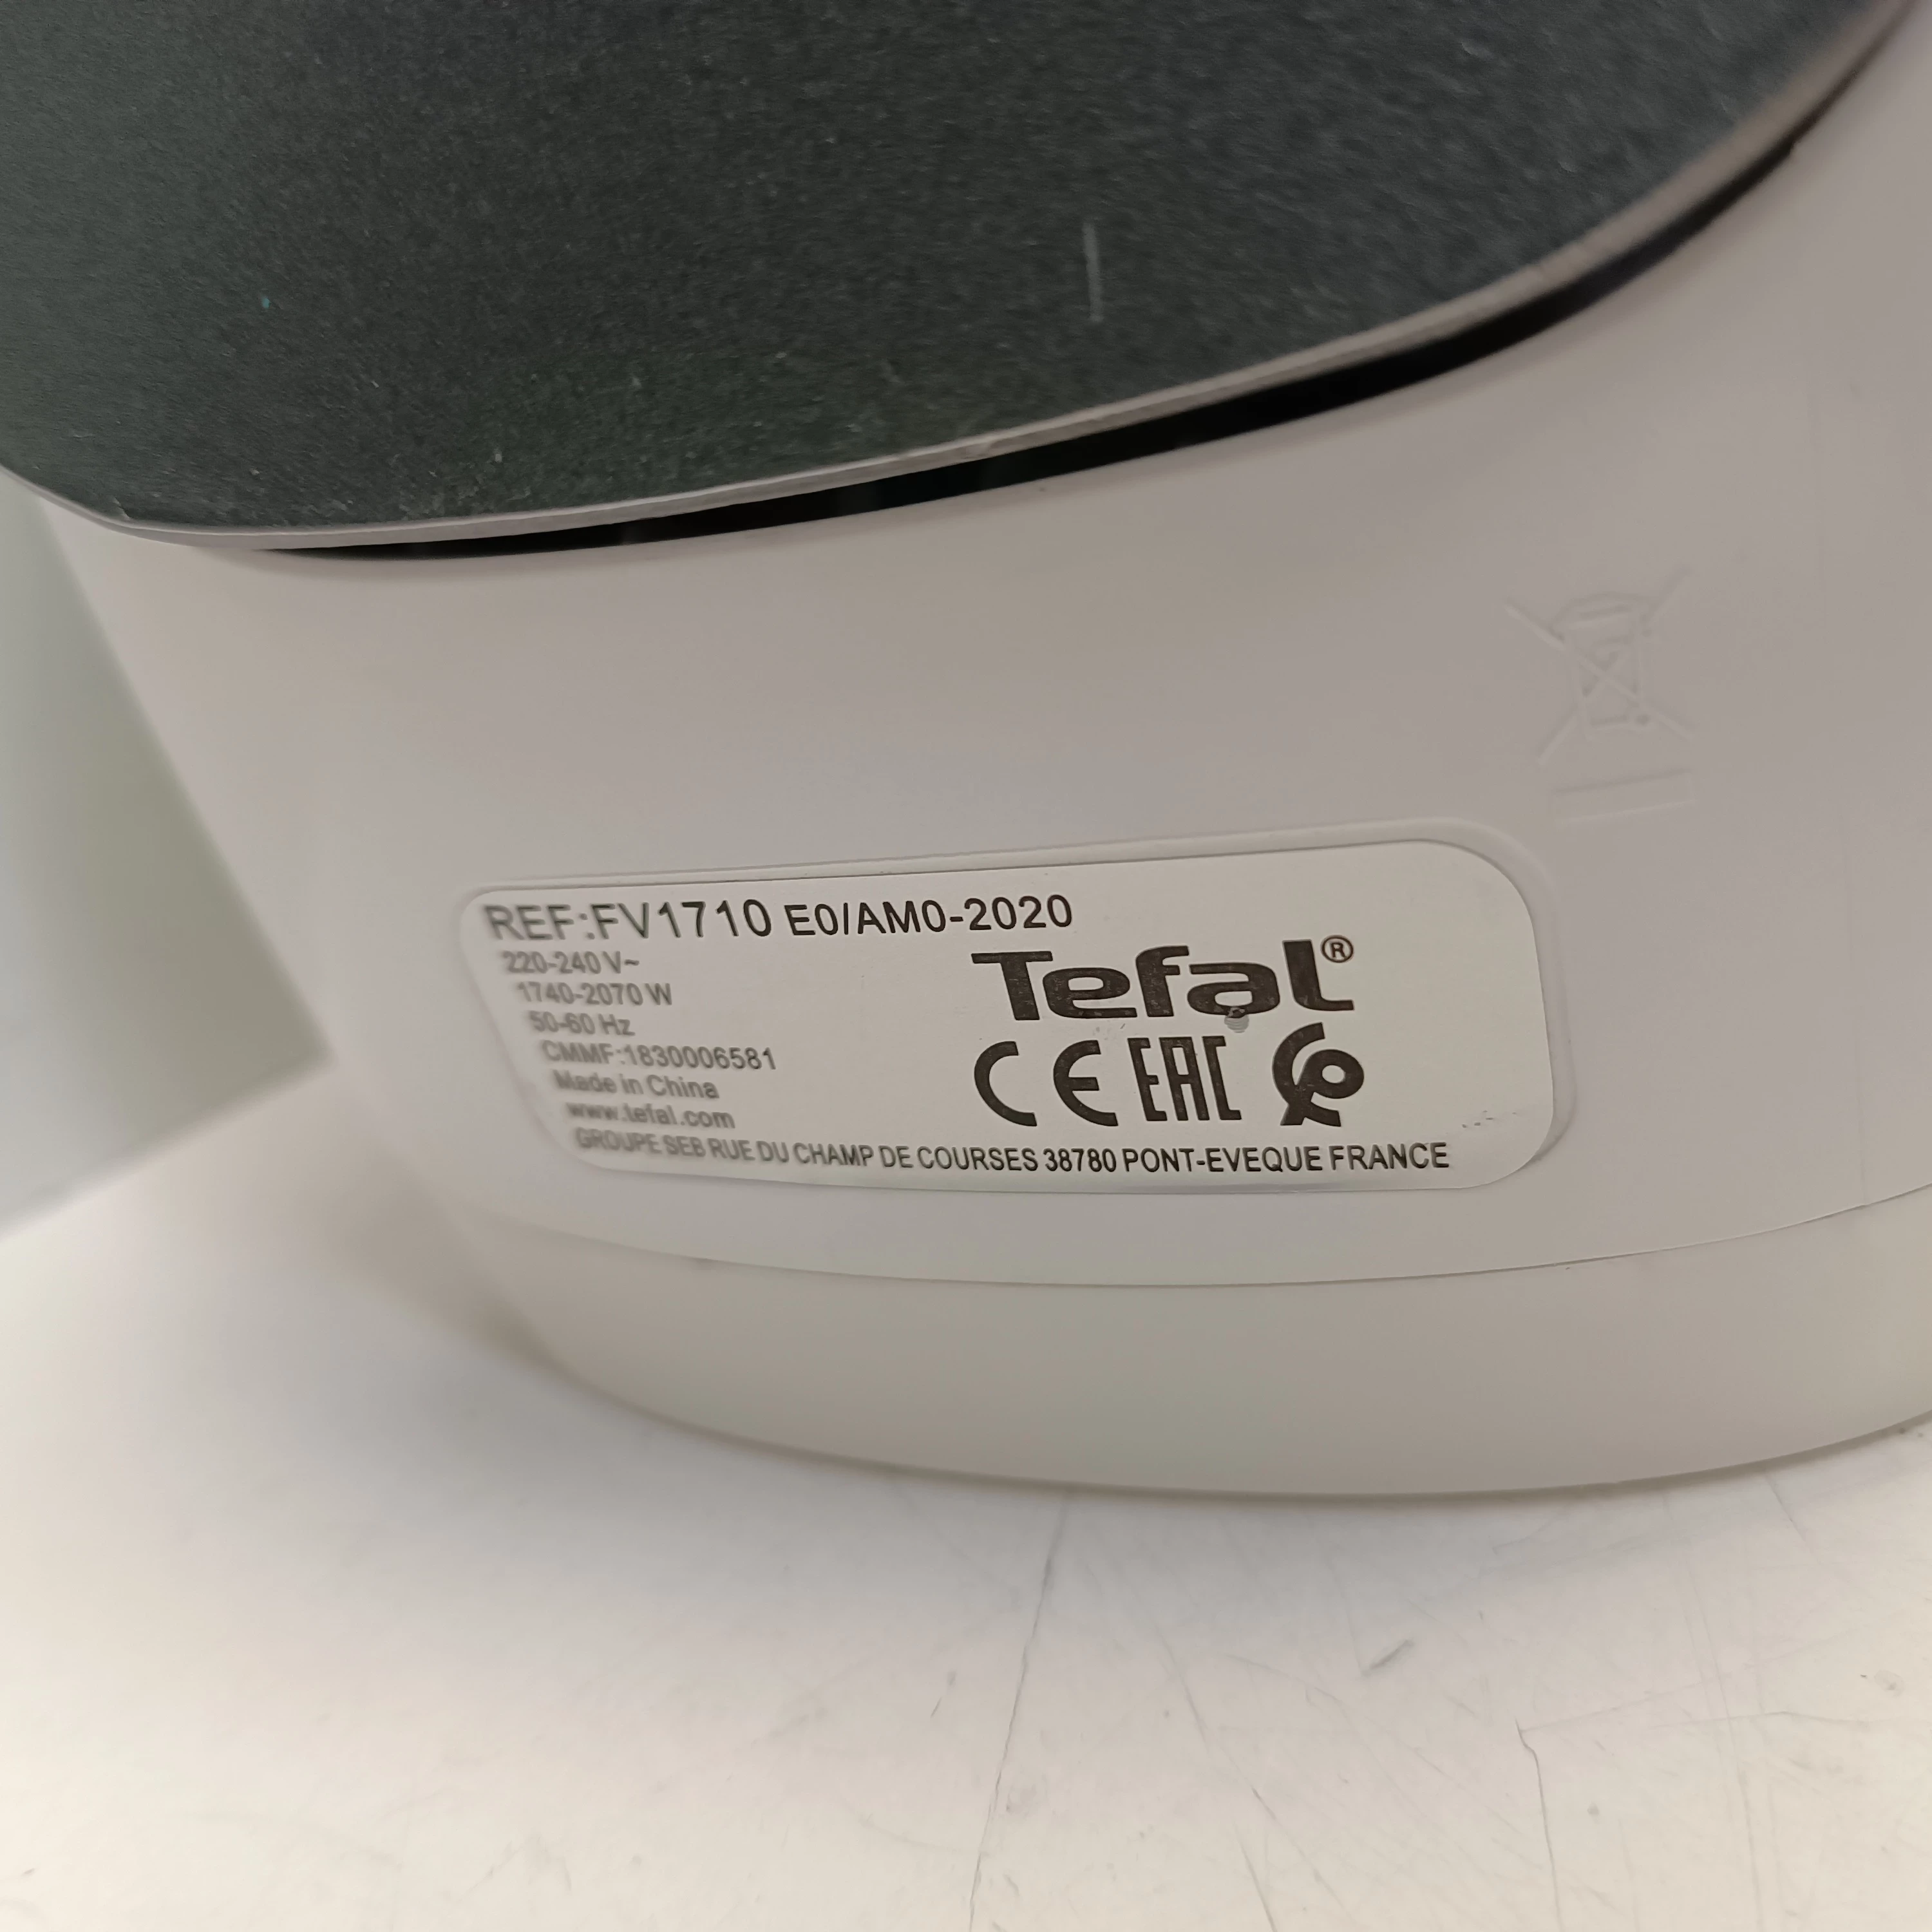 REF:FV1710 E0/AM0-2020
220-240 V~
1740-2070 W
50-60 Hz
CMMF:1830006581
Made in China
www.tefal.com
Tefal®
CE EAC
GROUPE SEB RUE DU CHAMP DE COURSES 38780 PONT-EVEQUE FRANCE